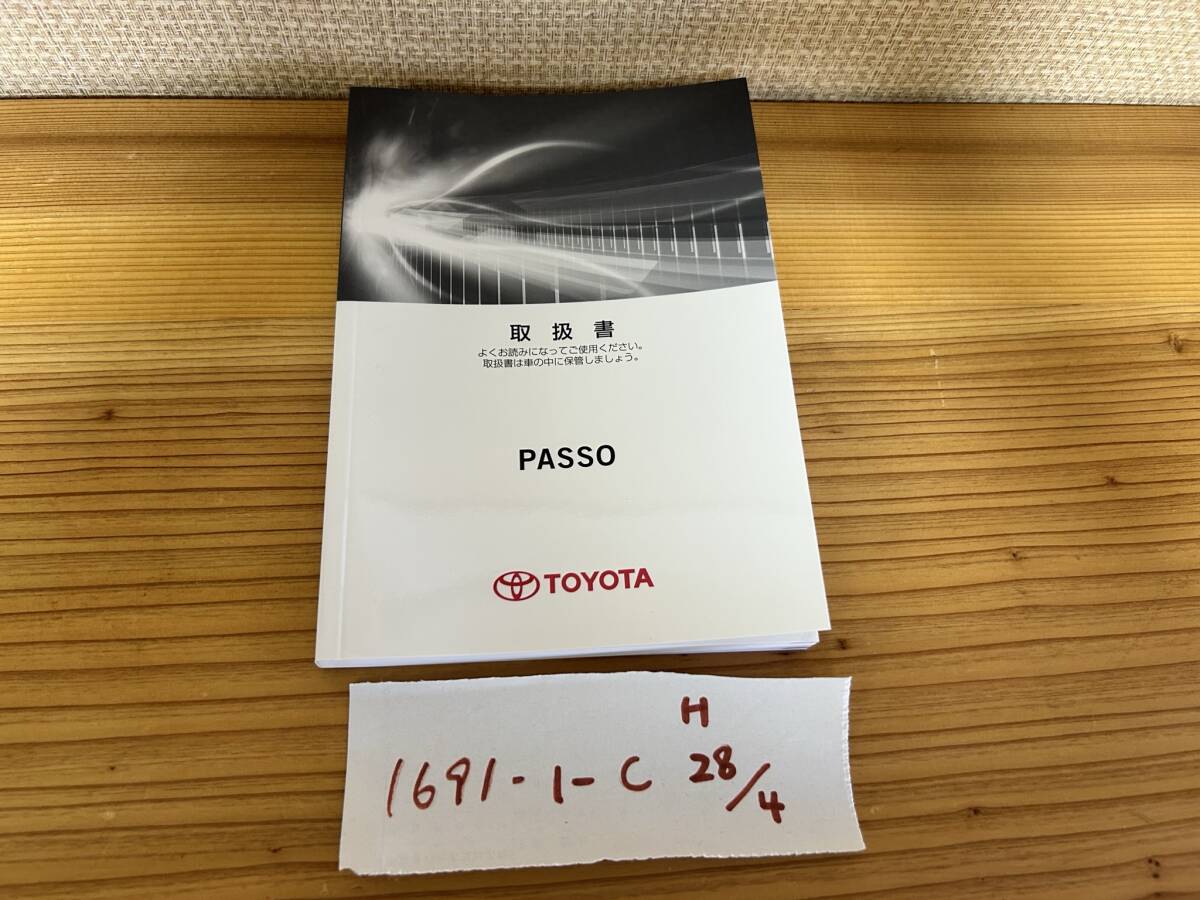 取扱書
よくお読みになってご使用ください。
取扱書は車の中に保管しましょう。
PASSO
TOYOTA
H
1691-1-C 28/4